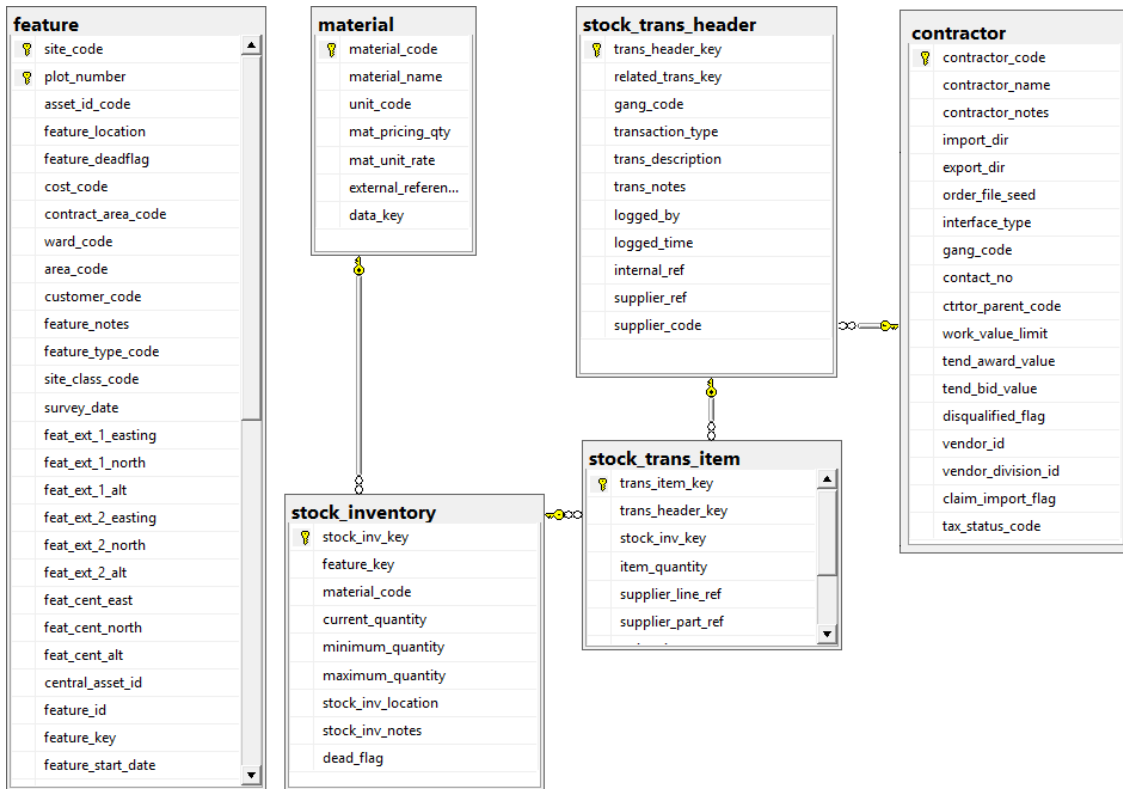 feature
site_code
plot_number
asset_id_code
feature_location
feature_deadflag
cost_code
contract_area_code
ward_code
area_code
customer_code
feature_notes
feature_type_code
site_class_code
survey_date
feat_ext_1_easting
feat_ext_1_north
feat_ext_1_alt
feat_ext_2_easting
feat_ext_2_north
feat_ext_2_alt
feat_cent_east
feat_cent_north
feat_cent_alt
central_asset_id
feature_id
feature_key
feature_start_date
material
material_code
material_name
unit_code
mat_pricing_qty
mat_unit_rate
external_referen...
data_key
stock_inventory
stock_inv_key
feature_key
material_code
current_quantity
minimum_quantity
maximum_quantity
stock_inv_location
stock_inv_notes
dead_flag
stock_trans_header
trans_header_key
related_trans_key
gang_code
transaction_type
trans_description
trans_notes
logged_by
logged_time
internal_ref
supplier_ref
supplier_code
stock_trans_item
trans_item_key
trans_header_key
stock_inv_key
item_quantity
supplier_line_ref
supplier_part_ref
contractor
contractor_code
contractor_name
contractor_notes
import_dir
export_dir
order_file_seed
interface_type
gang_code
contact_no
ctrtor_parent_code
work_value_limit
tend_award_value
tend_bid_value
disqualified_flag
vendor_id
vendor_division_id
claim_import_flag
tax_status_code